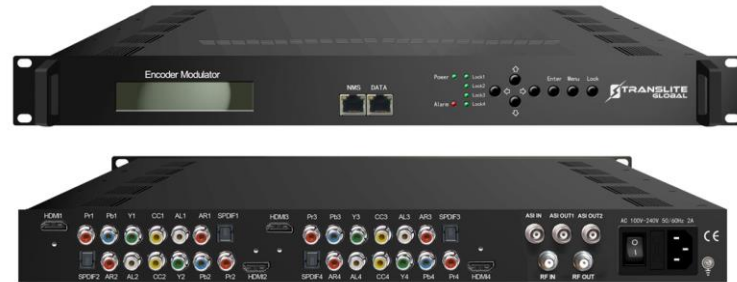 Encoder Modulator
NMS DATA
Power Lock1
Lock2
Lock3
Alarm Lock4
Enter Menu Lock
TRANSLITE
GLOBAL
HDMI1 Pr1 Pb1 Y1 CC1 AL1 AR1 SPDIF1 HDMI3 Pr3 Pb3 Y3 CC3 AL3 AR3 SPDIF3 ASI IN ASI OUT1 ASI OUT2 AC 100V-240V 50/60Hz 2A
CE
SPDIF2 AR2 AL2 CC2 Y2 Pb2 Pr2 HDMI2 SPDIF4 AR4 AL4 CC4 Y4 Pb4 Pr4 HDMI4 RF IN RF OUT